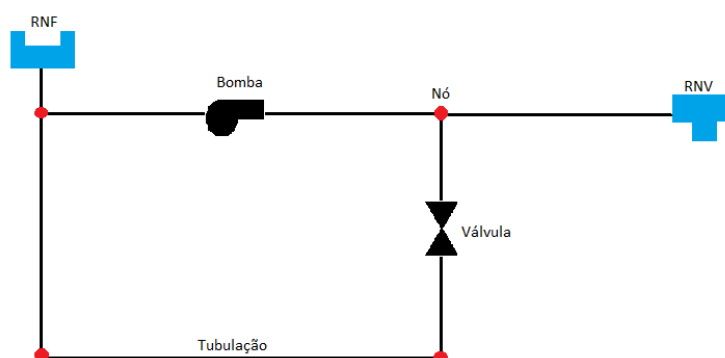 RNF
Bomba
Nó
RNV
Válvula
Tubulação